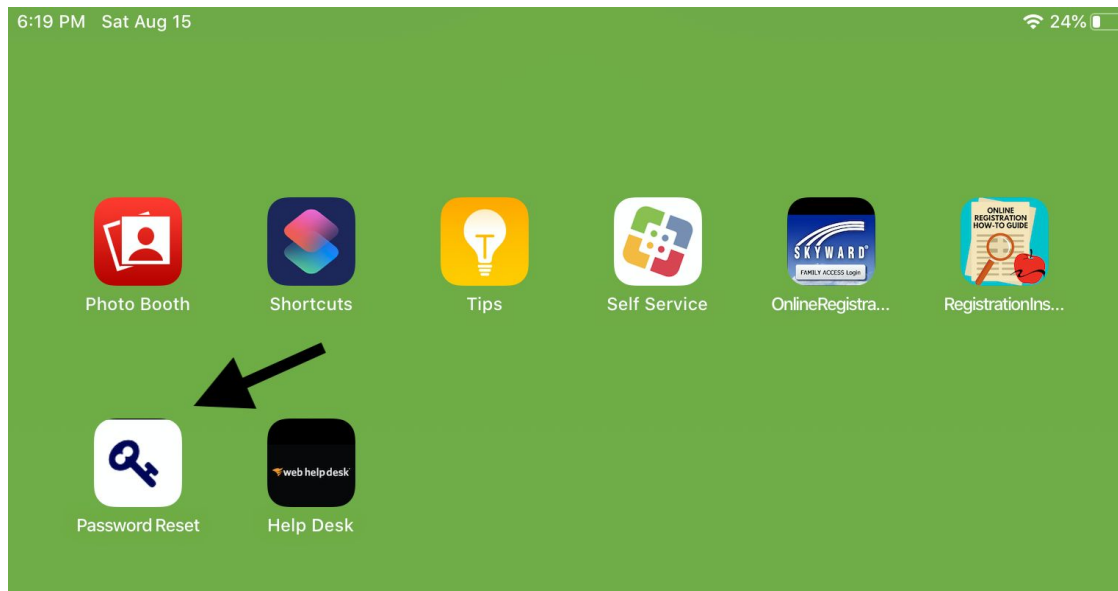 6:19 PM Sat Aug 15
24%
SKYWARD®
FAMILY ACCESS Login
ONLINE
REGISTRATION
HOW-TO GUIDE
Photo Booth
Shortcuts
Tips
Self Service
OnlineRegistra...
RegistrationIns...
web help desk
Password Reset
Help Desk